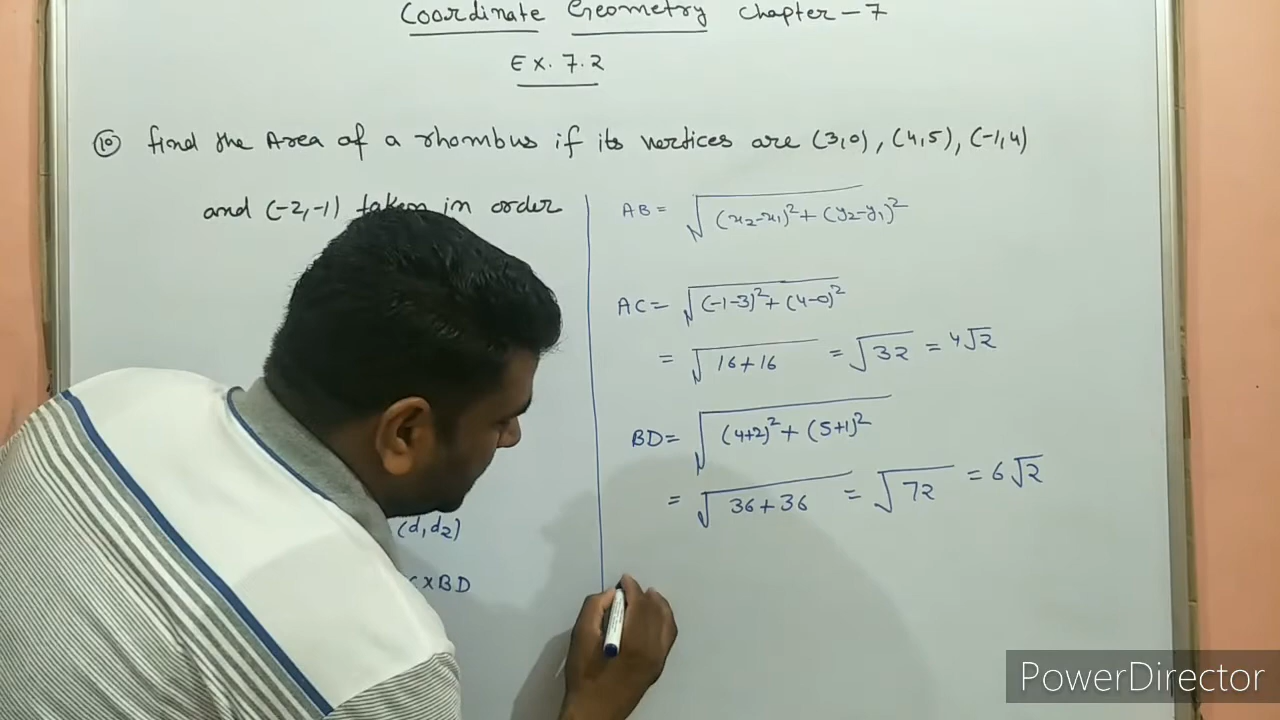 Coordinate Geometry Chapter-7
Ex. 7.2
⑩ find the Area of a rhombus if its vertices are (3,0), (4,5), (-1,4)
and (-2,-1) taken in order
AB = √(x₂-x₁)²+(y₂-y₁)²
AC = √(-1-3)²+(4-0)²
= √16+16 = √32 = 4√2
BD = √(4+2)²+(5+1)²
= √36+36 = √72 = 6√2
(d₁d₂)
×BD
PowerDirector